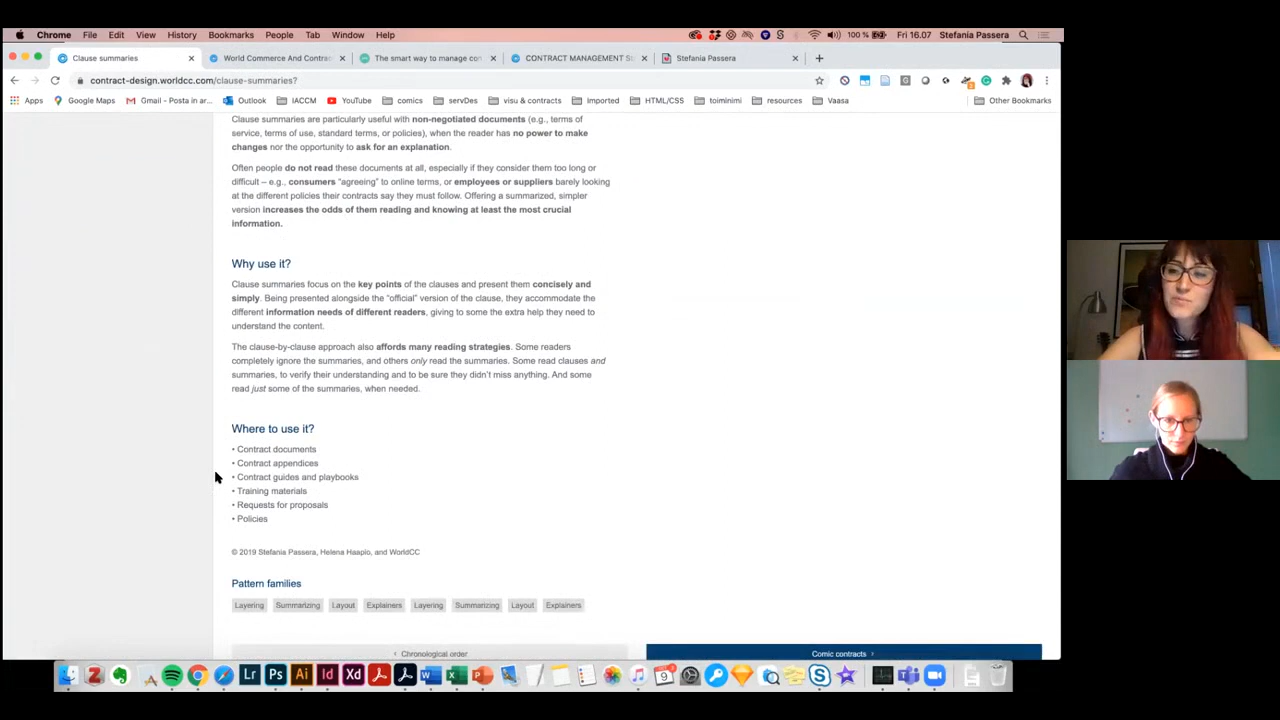 Chrome File Edit View History Bookmarks People Tab Window Help 100 % Fri 16.07 Stefania Passera
Clause summaries World Commerce And Contrac The smart way to manage con CONTRACT MANAGEMENT S Stefania Passera
contract-design.worldcc.com/clause-summaries?
Apps Google Maps Gmail - Posta in ar... Outlook IACCM YouTube comics servDes visu & contracts Imported HTML/CSS toiminimi resources Vaasa Other Bookmarks
Clause summaries are particularly useful with non-negotiated documents (e.g., terms of
service, terms of use, standard terms, or policies), when the reader has no power to make
changes nor the opportunity to ask for an explanation.
Often people do not read these documents at all, especially if they consider them too long or
difficult – e.g., consumers "agreeing" to online terms, or employees or suppliers barely looking
at the different policies their contracts say they must follow. Offering a summarized, simpler
version increases the odds of them reading and knowing at least the most crucial
information.
Why use it?
Clause summaries focus on the key points of the clauses and present them concisely and
simply. Being presented alongside the "official" version of the clause, they accommodate the
different information needs of different readers, giving to some the extra help they need to
understand the content.
The clause-by-clause approach also affords many reading strategies. Some readers
completely ignore the summaries, and others only read the summaries. Some read clauses and
summaries, to verify their understanding and to be sure they didn't miss anything. And some
read just some of the summaries, when needed.
Where to use it?
• Contract documents
• Contract appendices
• Contract guides and playbooks
• Training materials
• Requests for proposals
• Policies
© 2019 Stefania Passera, Helena Haapio, and WorldCC
Pattern families
Layering Summarizing Layout Explainers Layering Summarizing Layout Explainers
‹ Chronological order Comic contracts ›
Lr Ps Ai Id Xd